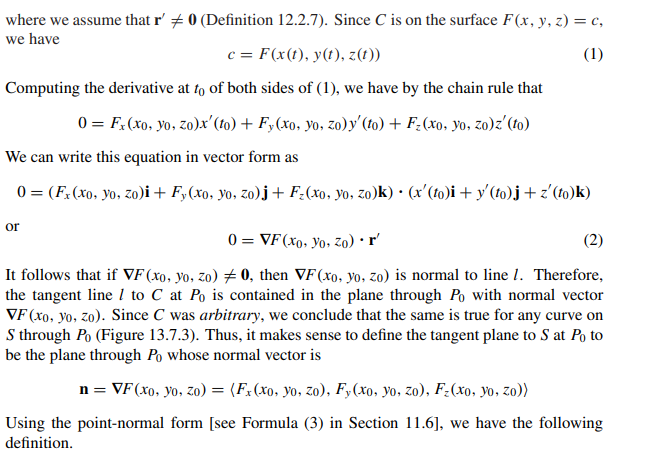 where we assume that r′ ≠ 0 (Definition 12.2.7). Since C is on the surface F(x, y, z) = c,
we have
c = F(x(t), y(t), z(t)) (1)
Computing the derivative at t₀ of both sides of (1), we have by the chain rule that
0 = Fₓ(x₀, y₀, z₀)x′(t₀) + F_y(x₀, y₀, z₀)y′(t₀) + F_z(x₀, y₀, z₀)z′(t₀)
We can write this equation in vector form as
0 = (Fₓ(x₀, y₀, z₀)i + F_y(x₀, y₀, z₀)j + F_z(x₀, y₀, z₀)k) · (x′(t₀)i + y′(t₀)j + z′(t₀)k)
or
0 = ∇F(x₀, y₀, z₀) · r′ (2)
It follows that if ∇F(x₀, y₀, z₀) ≠ 0, then ∇F(x₀, y₀, z₀) is normal to line l. Therefore,
the tangent line l to C at P₀ is contained in the plane through P₀ with normal vector
∇F(x₀, y₀, z₀). Since C was arbitrary, we conclude that the same is true for any curve on
S through P₀ (Figure 13.7.3). Thus, it makes sense to define the tangent plane to S at P₀ to
be the plane through P₀ whose normal vector is
n = ∇F(x₀, y₀, z₀) = ⟨Fₓ(x₀, y₀, z₀), F_y(x₀, y₀, z₀), F_z(x₀, y₀, z₀)⟩
Using the point-normal form [see Formula (3) in Section 11.6], we have the following
definition.